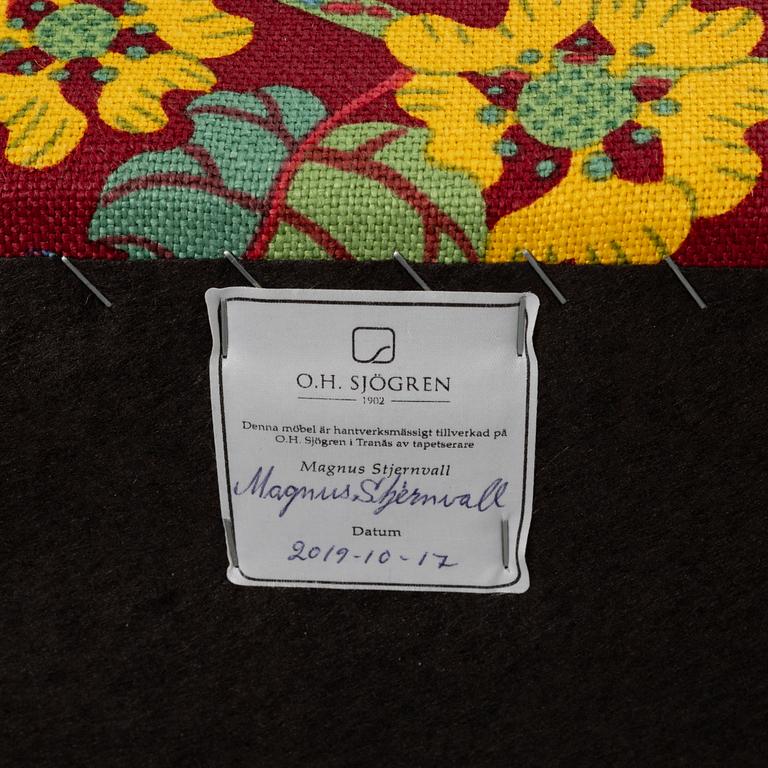 O.H. SJÖGREN
1902
Denna möbel är hantverksmässigt tillverkad på
O.H. Sjögren i Tranås av tapetserare
Magnus Stjernvall
Magnus Stjernvall
Datum
2019-10-17